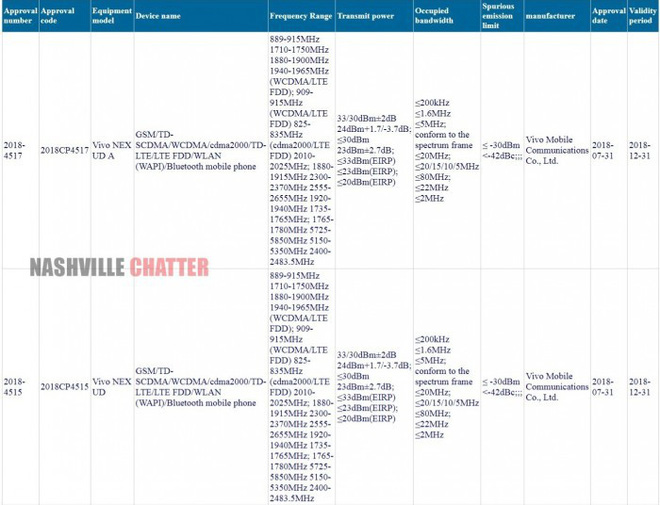 Approval number
Approval code
Equipment model
Device name
Frequency Range
Transmit power
Occupied bandwidth
Spurious emission limit
manufacturer
Approval date
Validity period
2018-
4517
2018CP4517
Vivo NEX
UD A
GSM/TD-
SCDMA/WCDMA/cdma2000/TD-
LTE/LTE FDD/WLAN
(WAPI)/Bluetooth mobile phone
889-915MHz
1710-1750MHz
1880-1900MHz
1940-1965MHz
(WCDMA/LTE
FDD); 909-
915MHz
(WCDMA/LTE
FDD) 825-
835MHz
(cdma2000/LTE
FDD) 2010-
2025MHz; 1880-
1915MHz 2300-
2370MHz 2555-
2655MHz 1920-
1940MHz 1735-
1765MHz; 1765-
1780MHz 5725-
5850MHz 5150-
5350MHz 2400-
2483.5MHz
33/30dBm±2dB
24dBm+1.7/-3.7dB;
≤30dBm
23dBm±2.7dB;
≤33dBm(EIRP)
≤23dBm(EIRP);
≤20dBm(EIRP)
≤200kHz
≤1.6MHz
≤5MHz;
conform to the
spectrum frame
≤20MHz;
≤20/15/10/5MHz
≤80MHz;
≤22MHz
≤2MHz
≤ -30dBm
<-42dBc;;;
Vivo Mobile
Communications
Co., Ltd.
2018-
07-31
2018-
12-31
NASHVILLE CHATTER
2018-
4515
2018CP4515
Vivo NEX
UD
GSM/TD-
SCDMA/WCDMA/cdma2000/TD-
LTE/LTE FDD/WLAN
(WAPI)/Bluetooth mobile phone
889-915MHz
1710-1750MHz
1880-1900MHz
1940-1965MHz
(WCDMA/LTE
FDD); 909-
915MHz
(WCDMA/LTE
FDD) 825-
835MHz
(cdma2000/LTE
FDD) 2010-
2025MHz; 1880-
1915MHz 2300-
2370MHz 2555-
2655MHz 1920-
1940MHz 1735-
1765MHz; 1765-
1780MHz 5725-
5850MHz 5150-
5350MHz 2400-
2483.5MHz
33/30dBm±2dB
24dBm+1.7/-3.7dB;
≤30dBm
23dBm±2.7dB;
≤33dBm(EIRP)
≤23dBm(EIRP);
≤20dBm(EIRP)
≤200kHz
≤1.6MHz
≤5MHz;
conform to the
spectrum frame
≤20MHz;
≤20/15/10/5MHz
≤80MHz;
≤22MHz
≤2MHz
≤ -30dBm
<-42dBc;;;
Vivo Mobile
Communications
Co., Ltd.
2018-
07-31
2018-
12-31